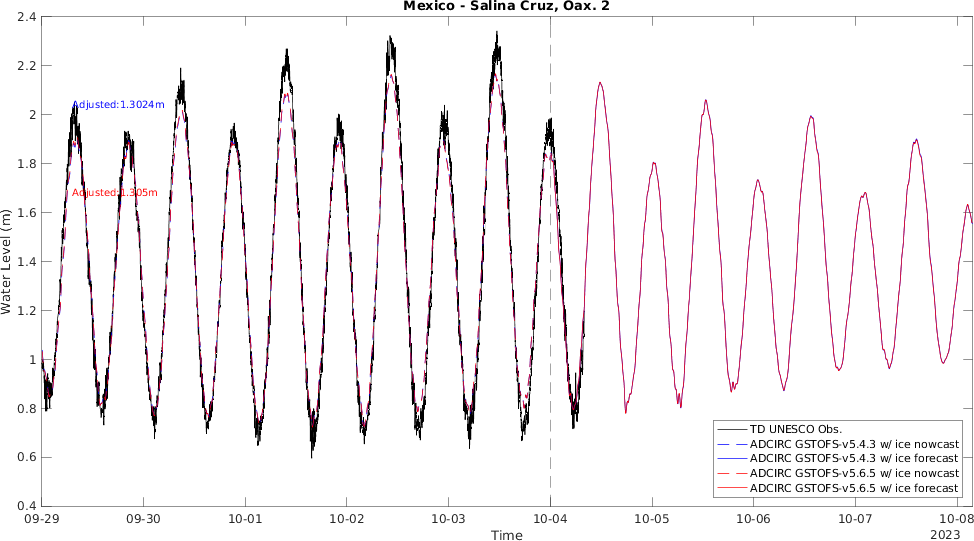 Mexico - Salina Cruz, Oax. 2
2.4
2.2
2
1.8
1.6
1.4
1.2
1
0.8
0.6
0.4
Water Level (m)
Adjusted:1.3024m
Adjusted:1.305m
TD UNESCO Obs.
ADCIRC GSTOFS-v5.4.3 w/ ice nowcast
ADCIRC GSTOFS-v5.4.3 w/ ice forecast
ADCIRC GSTOFS-v5.6.5 w/ ice nowcast
ADCIRC GSTOFS-v5.6.5 w/ ice forecast
09-29 09-30 10-01 10-02 10-03 10-04 10-05 10-06 10-07 10-08
Time
2023